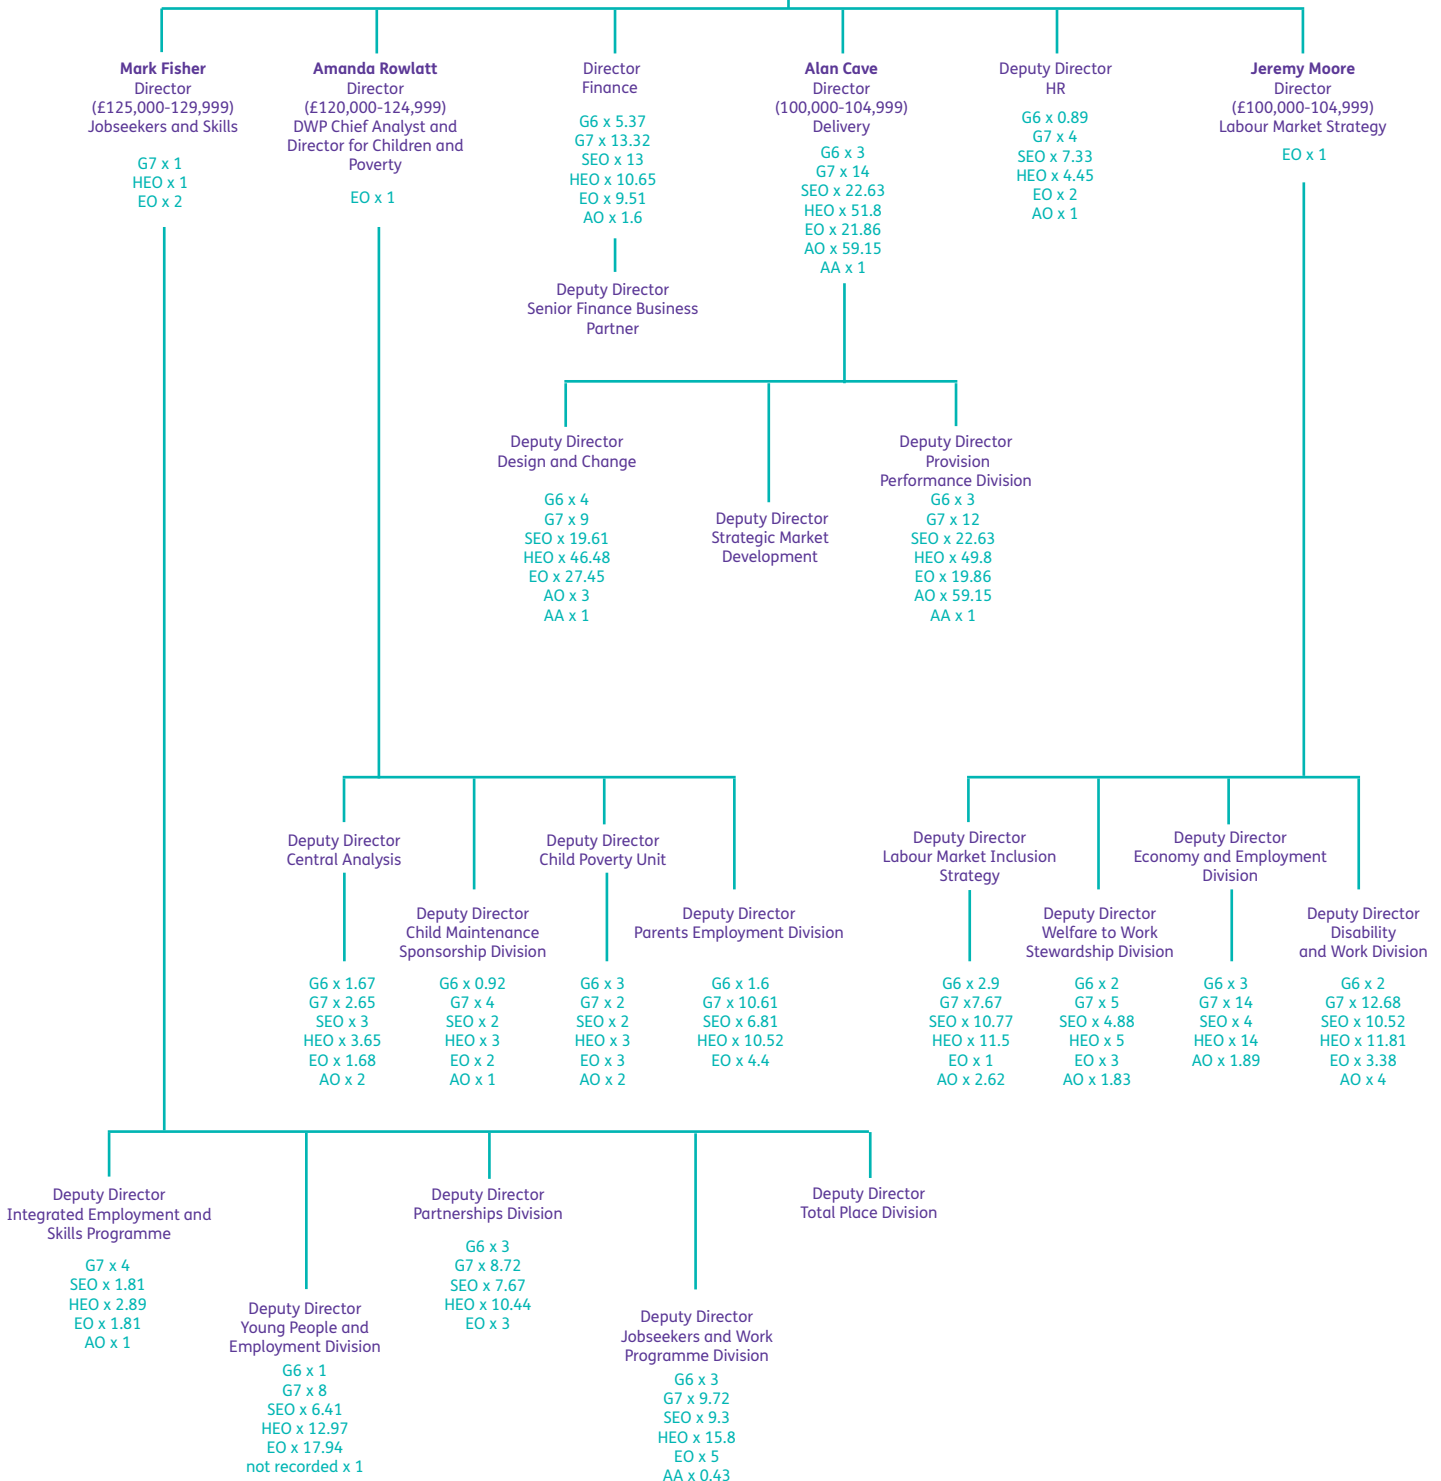 Mark Fisher
Director
(£125,000-129,999)
Jobseekers and Skills
G7 x 1
HEO x 1
EO x 2
Amanda Rowlatt
Director
(£120,000-124,999)
DWP Chief Analyst and
Director for Children and
Poverty
EO x 1
Director
Finance
G6 x 5.37
G7 x 13.32
SEO x 13
HEO x 10.65
EO x 9.51
AO x 1.6
Deputy Director
Senior Finance Business
Partner
Alan Cave
Director
(100,000-104,999)
Delivery
G6 x 3
G7 x 14
SEO x 22.63
HEO x 51.8
EO x 21.86
AO x 59.15
AA x 1
Deputy Director
HR
G6 x 0.89
G7 x 4
SEO x 7.33
HEO x 4.45
EO x 2
AO x 1
Jeremy Moore
Director
(£100,000-104,999)
Labour Market Strategy
EO x 1
Deputy Director
Design and Change
G6 x 4
G7 x 9
SEO x 19.61
HEO x 46.48
EO x 27.45
AO x 3
AA x 1
Deputy Director
Strategic Market
Development
Deputy Director
Provision
Performance Division
G6 x 3
G7 x 12
SEO x 22.63
HEO x 49.8
EO x 19.86
AO x 59.15
AA x 1
Deputy Director
Central Analysis
G6 x 1.67
G7 x 2.65
SEO x 3
HEO x 3.65
EO x 1.68
AO x 2
Deputy Director
Child Maintenance
Sponsorship Division
G6 x 0.92
G7 x 4
SEO x 2
HEO x 3
EO x 2
AO x 1
Deputy Director
Child Poverty Unit
G6 x 3
G7 x 2
SEO x 2
HEO x 3
EO x 3
AO x 2
Deputy Director
Parents Employment Division
G6 x 1.6
G7 x 10.61
SEO x 6.81
HEO x 10.52
EO x 4.4
Deputy Director
Labour Market Inclusion
Strategy
G6 x 2.9
G7 x7.67
SEO x 10.77
HEO x 11.5
EO x 1
AO x 2.62
Deputy Director
Welfare to Work
Stewardship Division
G6 x 2
G7 x 5
SEO x 4.88
HEO x 5
EO x 3
AO x 1.83
Deputy Director
Economy and Employment
Division
G6 x 3
G7 x 14
SEO x 4
HEO x 14
AO x 1.89
Deputy Director
Disability
and Work Division
G6 x 2
G7 x 12.68
SEO x 10.52
HEO x 11.81
EO x 3.38
AO x 4
Deputy Director
Integrated Employment and
Skills Programme
G7 x 4
SEO x 1.81
HEO x 2.89
EO x 1.81
AO x 1
Deputy Director
Young People and
Employment Division
G6 x 1
G7 x 8
SEO x 6.41
HEO x 12.97
EO x 17.94
not recorded x 1
Deputy Director
Partnerships Division
G6 x 3
G7 x 8.72
SEO x 7.67
HEO x 10.44
EO x 3
Deputy Director
Jobseekers and Work
Programme Division
G6 x 3
G7 x 9.72
SEO x 9.3
HEO x 15.8
EO x 5
AA x 0.43
Deputy Director
Total Place Division